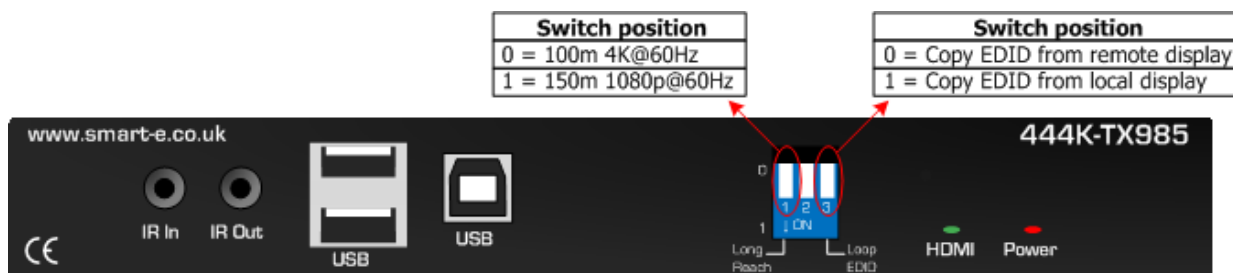 Switch position
0 = 100m 4K@60Hz
1 = 150m 1080p@60Hz
Switch position
0 = Copy EDID from remote display
1 = Copy EDID from local display
www.smart-e.co.uk
444K-TX985
IR In
IR Out
USB
USB
0
1 2 3
1
↓ ON
Long Reach
Loop EDID
HDMI
Power
CE